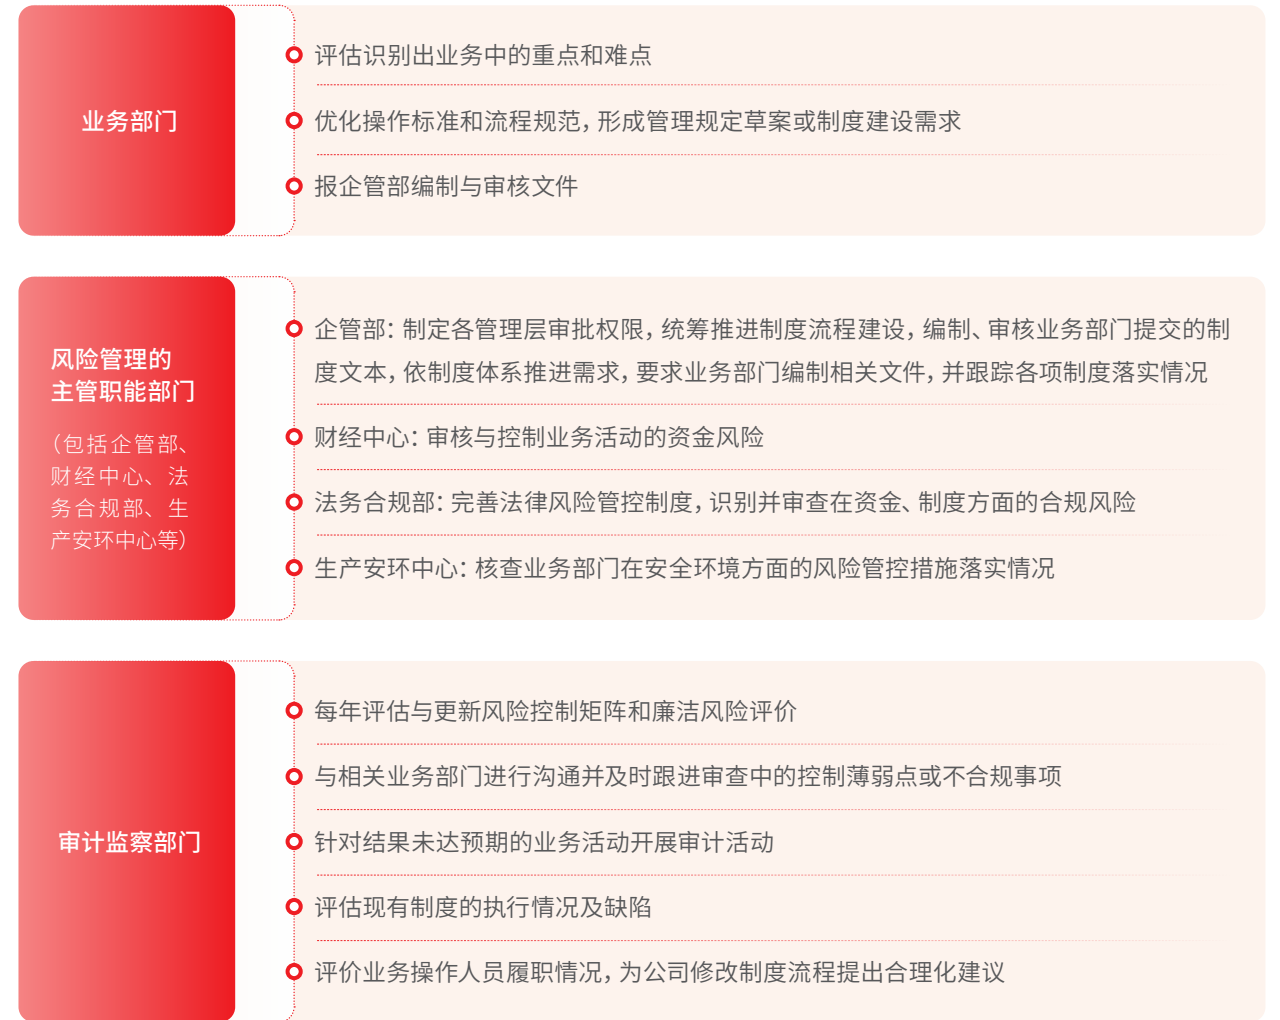 业务部门
评估识别出业务中的重点和难点
优化操作标准和流程规范，形成管理规定草案或制度建设需求
报企管部编制与审核文件
风险管理的
主管职能部门
（包括企管部、
财经中心、法
务合规部、生
产安环中心等）
企管部：制定各管理层审批权限，统筹推进制度流程建设，编制、审核业务部门提交的制
度文本，依制度体系推进需求，要求业务部门编制相关文件，并跟踪各项制度落实情况
财经中心：审核与控制业务活动的资金风险
法务合规部：完善法律风险管控制度，识别并审查在资金、制度方面的合规风险
生产安环中心：核查业务部门在安全环境方面的风险管控措施落实情况
审计监察部门
每年评估与更新风险控制矩阵和廉洁风险评价
与相关业务部门进行沟通并及时跟进审查中的控制薄弱点或不合规事项
针对结果未达预期的业务活动开展审计活动
评估现有制度的执行情况及缺陷
评价业务操作人员履职情况，为公司修改制度流程提出合理化建议